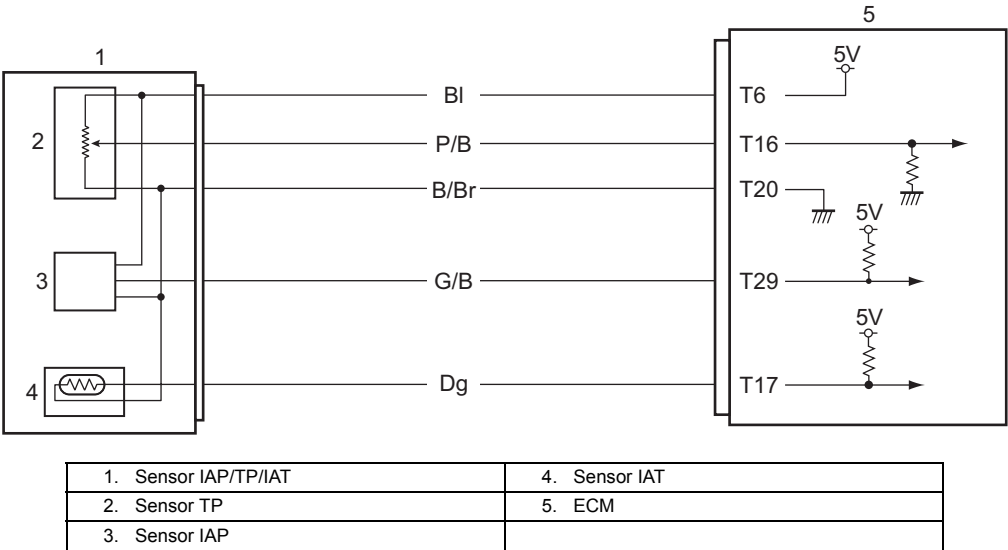 5
1
5V
Bl
T6
2
P/B
T16
B/Br
T20
5V
3
G/B
T29
5V
4
Dg
T17
1. Sensor IAP/TP/IAT
4. Sensor IAT
2. Sensor TP
5. ECM
3. Sensor IAP